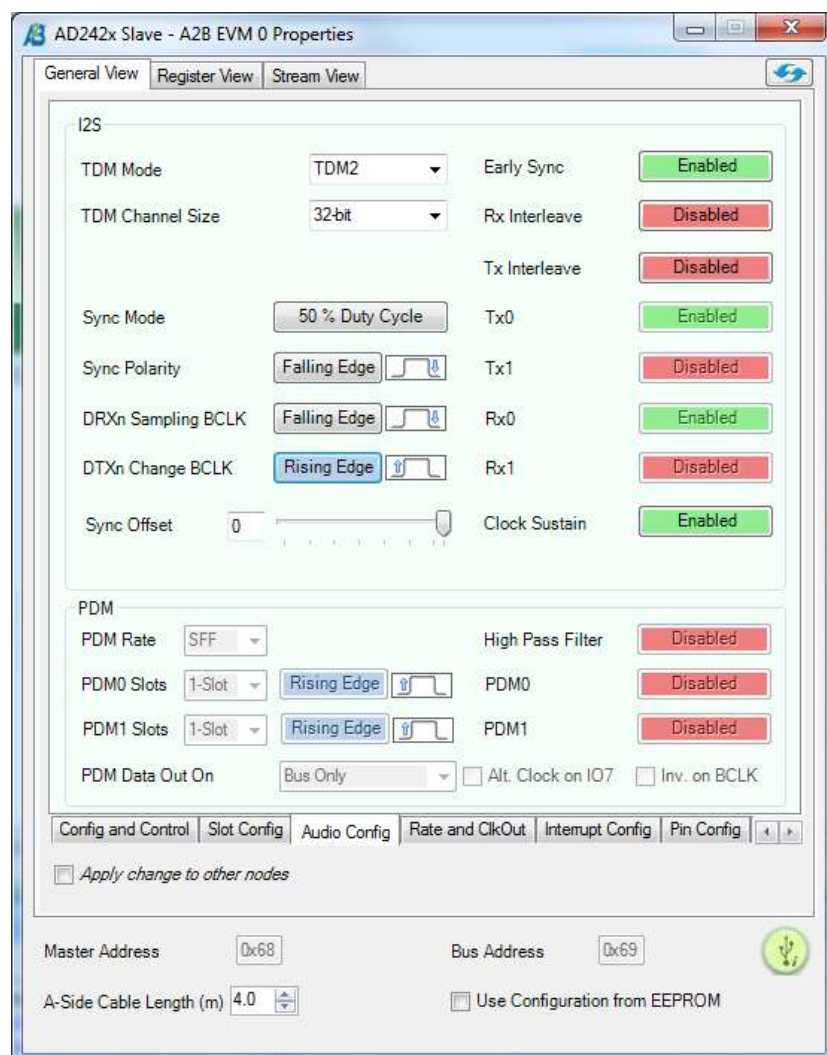 AD242x Slave - A2B EVM 0 Properties
General View Register View Stream View
I2S
TDM Mode TDM2 Early Sync Enabled
TDM Channel Size 32-bit Rx Interleave Disabled
Tx Interleave Disabled
Sync Mode 50 % Duty Cycle Tx0 Enabled
Sync Polarity Falling Edge Tx1 Disabled
DRXn Sampling BCLK Falling Edge Rx0 Enabled
DTXn Change BCLK Rising Edge Rx1 Disabled
Sync Offset 0 Clock Sustain Enabled
PDM
PDM Rate SFF High Pass Filter Disabled
PDM0 Slots 1-Slot Rising Edge PDM0 Disabled
PDM1 Slots 1-Slot Rising Edge PDM1 Disabled
PDM Data Out On Bus Only Alt. Clock on IO7 Inv. on BCLK
Config and Control Slot Config Audio Config Rate and ClkOut Interrupt Config Pin Config
Apply change to other nodes
Master Address 0x68 Bus Address 0x69
A-Side Cable Length (m) 4.0 Use Configuration from EEPROM